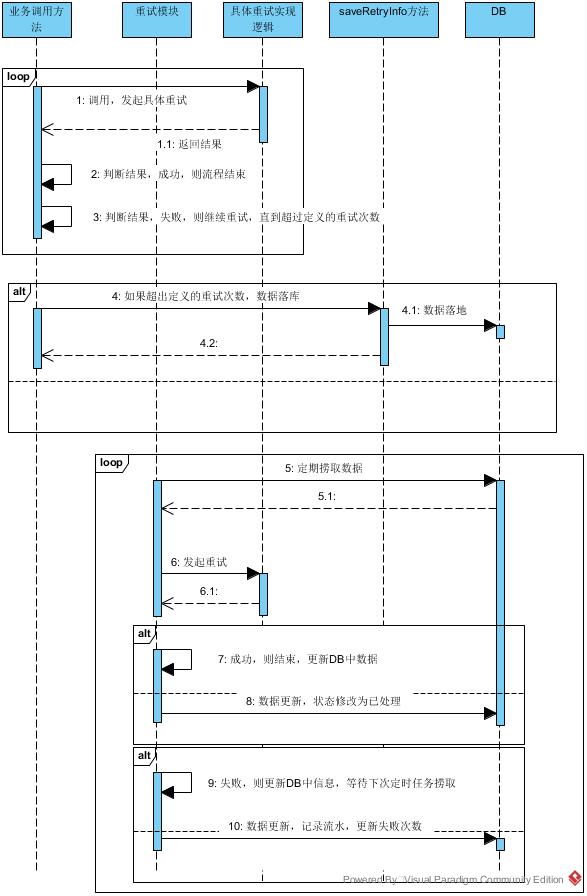 业务调用方
法
重试模块
具体重试实现
逻辑
saveRetryInfo方法
DB
loop
1: 调用，发起具体重试
1.1: 返回结果
2: 判断结果，成功，则流程结束
3: 判断结果，失败，则继续重试，直到超过定义的重试次数
alt
4: 如果超出定义的重试次数，数据落库
4.1: 数据落地
4.2:
loop
5: 定期捞取数据
5.1:
6: 发起重试
6.1:
alt
7: 成功，则结束，更新DB中数据
8: 数据更新，状态修改为已处理
alt
9: 失败，则更新DB中信息，等待下次定时任务捞取
10: 数据更新，记录流水，更新失败次数
Powered By Visual Paradigm Community Edition